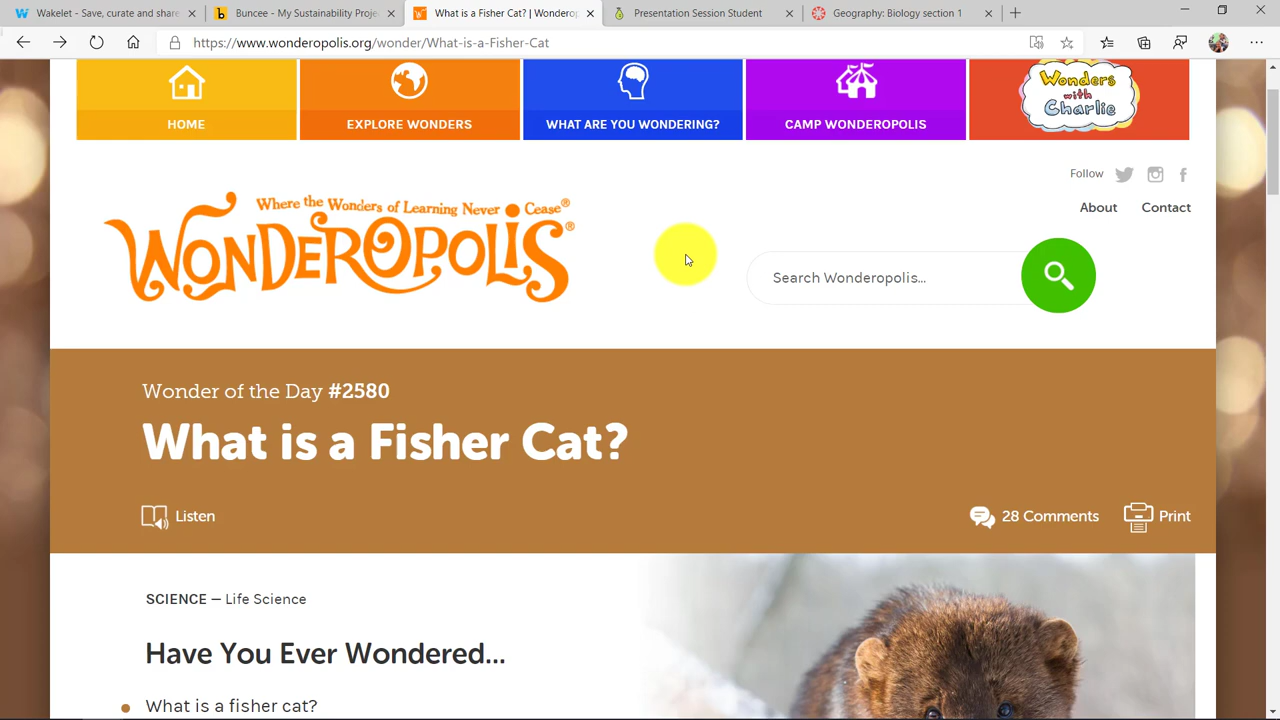 Wakelet - Save, curate and share
Buncee - My Sustainability Projec
What is a Fisher Cat? | Wonderop
Presentation Session Student
Geography: Biology section 1
https://www.wonderopolis.org/wonder/What-is-a-Fisher-Cat
HOME
EXPLORE WONDERS
WHAT ARE YOU WONDERING?
CAMP WONDEROPOLIS
Wonders
with
Charlie
Follow
About
Contact
Where the Wonders of Learning Never Cease®
WONDEROPOLIS®
Search Wonderopolis...
Wonder of the Day #2580
What is a Fisher Cat?
Listen
28 Comments
Print
SCIENCE — Life Science
Have You Ever Wondered...
What is a fisher cat?